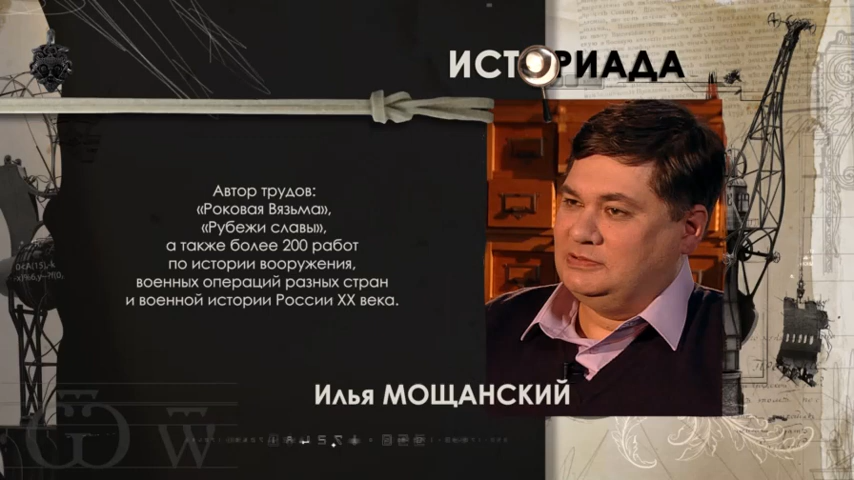 ИСТОРИАДА
Автор трудов:
«Роковая Вязьма»,
«Рубежи славы»,
а также более 200 работ
по истории вооружения,
военных операций разных стран
и военной истории России XX века.
Илья МОЩАНСКИЙ